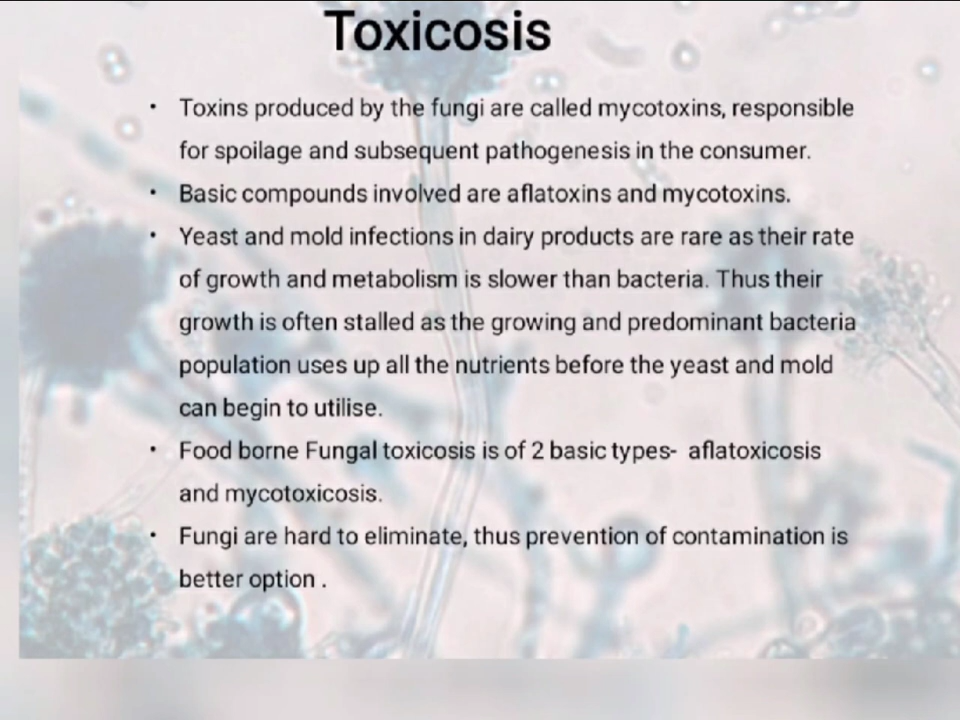 Toxicosis
• Toxins produced by the fungi are called mycotoxins, responsible
for spoilage and subsequent pathogenesis in the consumer.
• Basic compounds involved are aflatoxins and mycotoxins.
• Yeast and mold infections in dairy products are rare as their rate
of growth and metabolism is slower than bacteria. Thus their
growth is often stalled as the growing and predominant bacteria
population uses up all the nutrients before the yeast and mold
can begin to utilise.
• Food borne Fungal toxicosis is of 2 basic types- aflatoxicosis
and mycotoxicosis.
• Fungi are hard to eliminate, thus prevention of contamination is
better option .